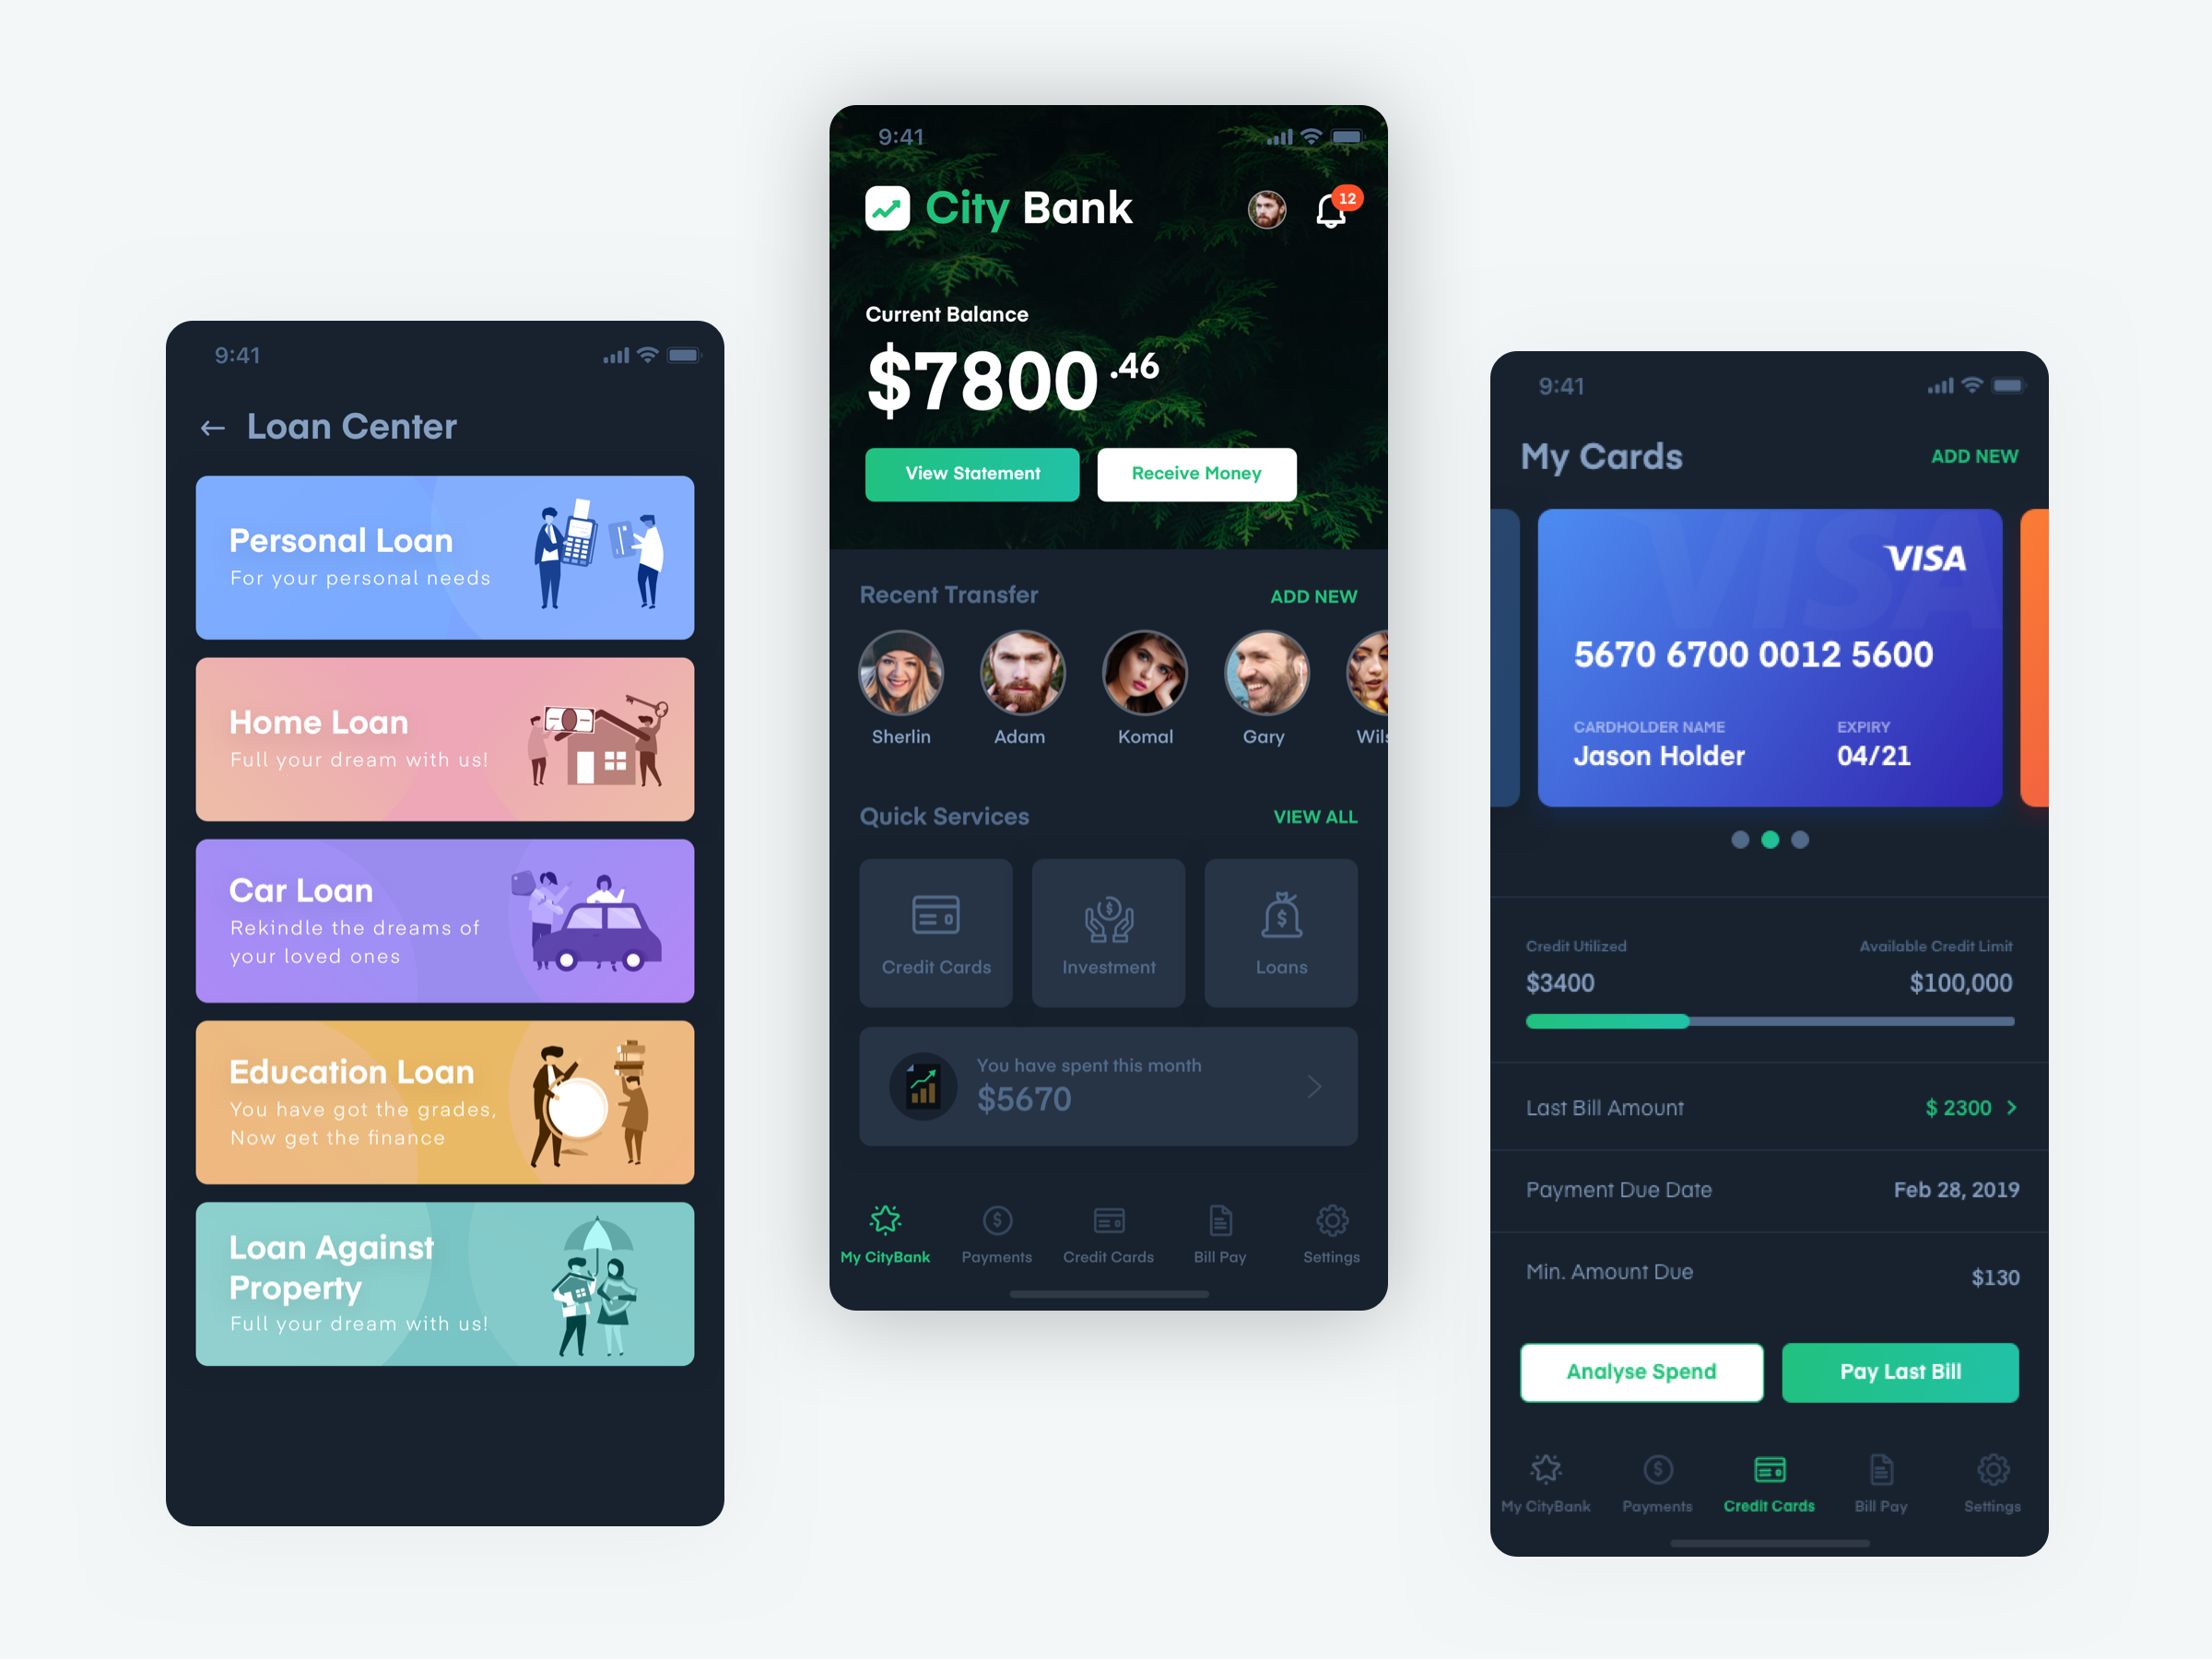 9:41
Loan Center
Personal Loan
For your personal needs
Home Loan
Full your dream with us!
Car Loan
Rekindle the dreams of
your loved ones
Education Loan
You have got the grades,
Now get the finance
Loan Against
Property
Full your dream with us!
9:41
City Bank
12
Current Balance
$7800.46
View Statement
Receive Money
Recent Transfer
ADD NEW
Sherlin
Adam
Komal
Gary
Wils
Quick Services
VIEW ALL
Credit Cards
Investment
Loans
You have spent this month
$5670
My CityBank
Payments
Credit Cards
Bill Pay
Settings
9:41
My Cards
ADD NEW
VISA
VISA
5670 6700 0012 5600
CARDHOLDER NAME
EXPIRY
Jason Holder
04/21
Credit Utilized
Available Credit Limit
$3400
$100,000
Last Bill Amount
$ 2300
Payment Due Date
Feb 28, 2019
Min. Amount Due
$130
Analyse Spend
Pay Last Bill
My CityBank
Payments
Credit Cards
Bill Pay
Settings